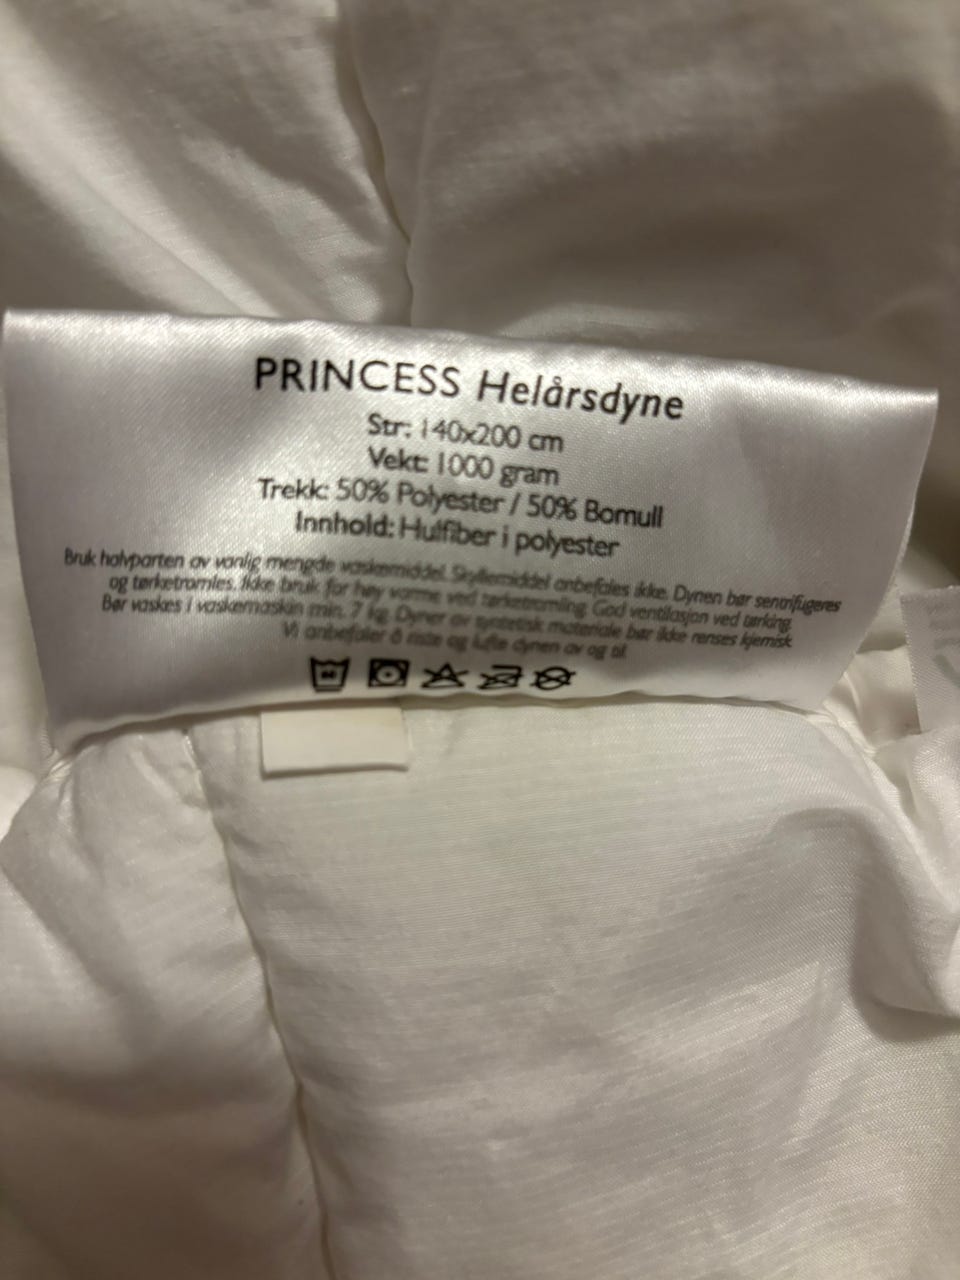 PRINCESS Helårsdyne
Str: 140x200 cm
Vekt: 1000 gram
Trekk: 50% Polyester / 50% Bomull
Innhold: Hulfiber i polyester
Bruk halvparten av vanlig mengde vaskemiddel. Skyllemiddel anbefales ikke. Dynen bør sentrifugeres
og tørketromles. Ikke bruk for høy varme ved tørketromling. God ventilasjon ved tørking.
Bør vaskes i vaskemaskin min. 7 kg. Dyner av syntetisk materiale bør ikke renses kjemisk.
Vi anbefaler å riste og lufte dynen av og til.